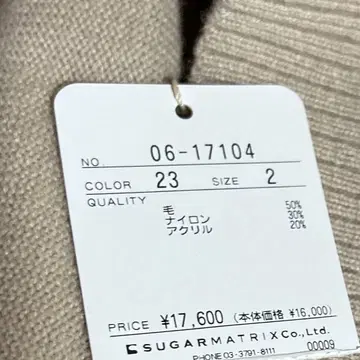 NO. 06-17104
COLOR 23 SIZE 2
QUALITY
毛 50%
ナイロン 30%
アクリル 20%
PRICE ¥17,600 (本体価格 ¥16,000)
SUGARMATRIX Co., Ltd.
PHONE 03-3791-8111 00009